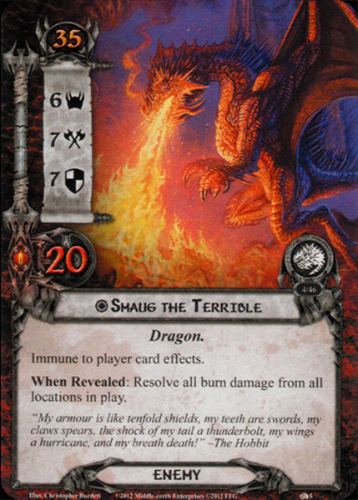 35
6
7
7
20
4/46
SMAUG THE TERRIBLE
Dragon.
Immune to player card effects.
When Revealed: Resolve all burn damage from all
locations in play.
“My armour is like tenfold shields, my teeth are swords, my
claws spears, the shock of my tail a thunderbolt, my wings
a hurricane, and my breath death!” –The Hobbit
Illus. Christopher Burdett
ENEMY
©2012 Middle-earth Enterprises ©2012 FFG
5